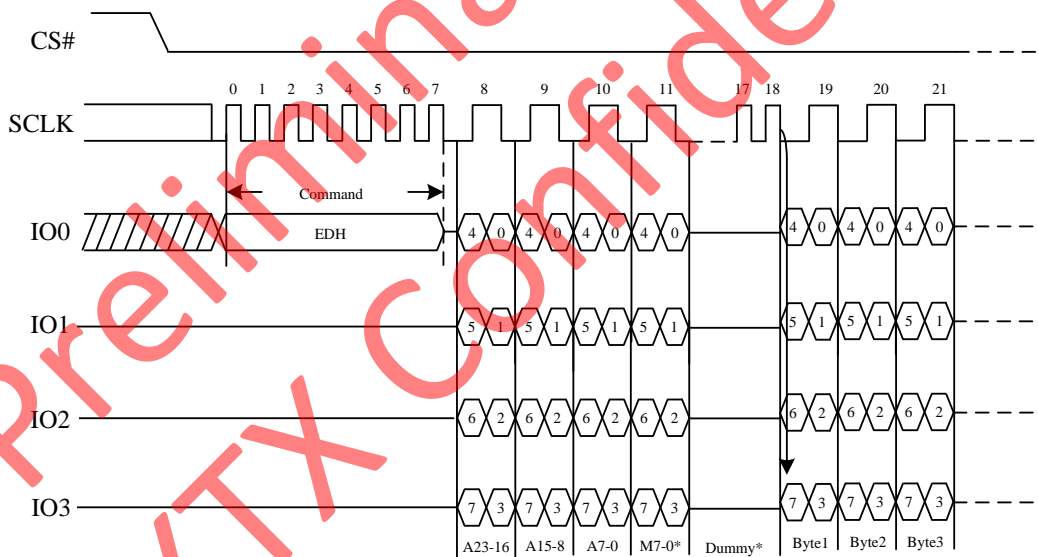 CS#
0 1 2 3 4 5 6 7 8 9 10 11 17 18 19 20 21
SCLK
Command
IO0 EDH 4 0 4 0 4 0 4 0 4 0 4 0 4 0
IO1 5 1 5 1 5 1 5 1 5 1 5 1 5 1
IO2 6 2 6 2 6 2 6 2 6 2 6 2 6 2
IO3 7 3 7 3 7 3 7 3 7 3 7 3 7 3
A23-16 A15-8 A7-0 M7-0* Dummy* Byte1 Byte2 Byte3
Prelimina
XTX Confide